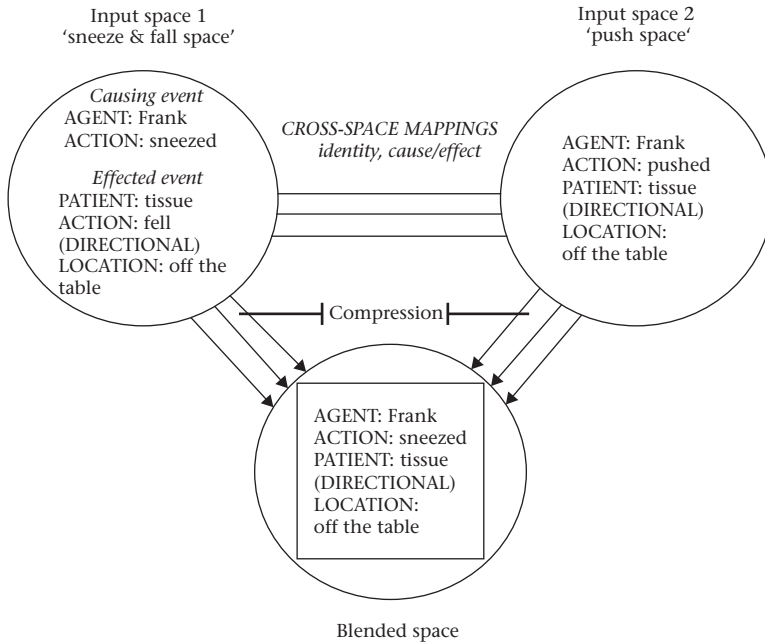 Input space 1
'sneeze & fall space'
Input space 2
'push space‘
Causing event
AGENT: Frank
ACTION: sneezed
Effected event
PATIENT: tissue
ACTION: fell
(DIRECTIONAL)
LOCATION: off the
table
CROSS-SPACE MAPPINGS
identity, cause/effect
AGENT: Frank
ACTION: pushed
PATIENT: tissue
(DIRECTIONAL)
LOCATION:
off the table
Compression
AGENT: Frank
ACTION: sneezed
PATIENT: tissue
(DIRECTIONAL)
LOCATION:
off the table
Blended space